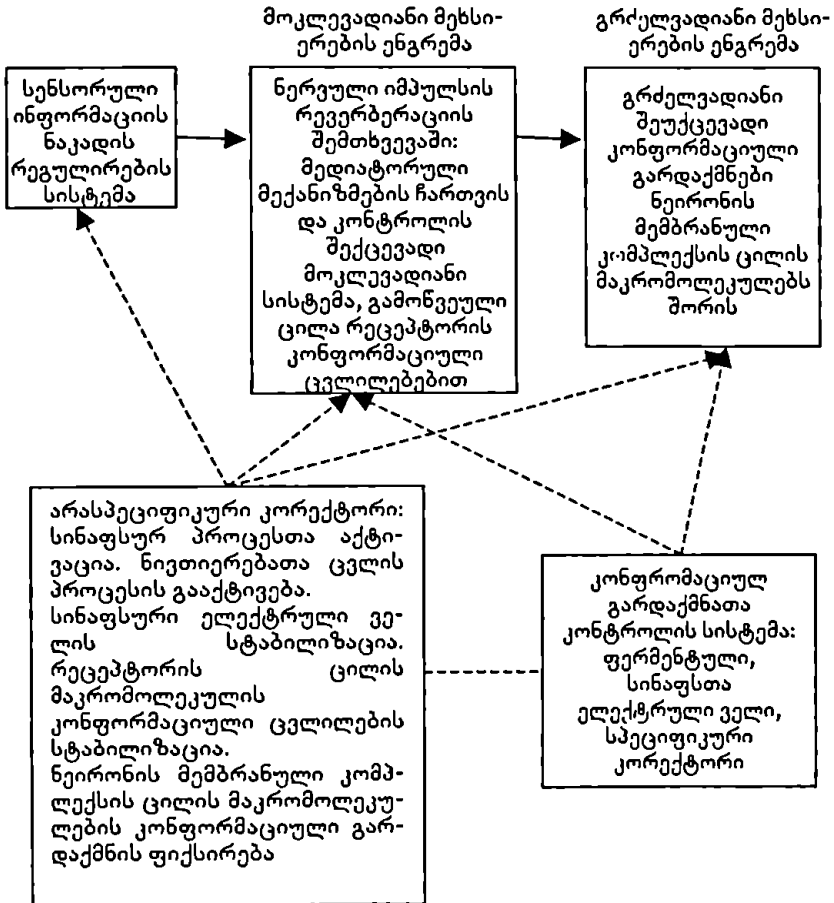 მოკლევადიანი მეხსი-
ერების ენგრემა
გრძელვადიანი მეხსი-
ერების ენგრემა
სენსორული
ინფორმაციის
ნაკადის
რეგულირების
სისტემა
ნერვული იმპულსის
რევერბერაციის
შემთხვევაში:
მედიატორული
მექანიზმების ჩართვის
და კონტროლის
შექცევადი
მოკლევადიანი
სისტემა, გამოწვეული
ცილა რეცეპტორის
კონფორმაციული
ცვლილებებით
გრძელვადიანი
შეუქცევადი
კონფორმაციული
გარდაქმნები
ნეირონის
მემბრანული
კომპლექსის ცილის
მაკრომოლეკულებს
შორის
არასპეციფიკური კორექტორი:
სინაფსურ პროცესთა აქტი-
ვაცია. ნივთიერებათა ცვლის
პროცესის გააქტივება.
სინაფსური ელექტრული ვე-
ლის სტაბილიზაცია.
რეცეპტორის ცილის
მაკრომოლეკულის
კონფორმაციული ცვლილების
სტაბილიზაცია.
ნეირონის მემბრანული კომპ-
ლექსის ცილის მაკრომოლეკუ-
ლების კონფორმაციული გარ-
დაქმნის ფიქსირება
კონფრომაციულ
გარდაქმნათა
კონტროლის სისტემა:
ფერმენტული,
სინაფსთა
ელექტრული ველი,
სპეციფიკური
კორექტორი